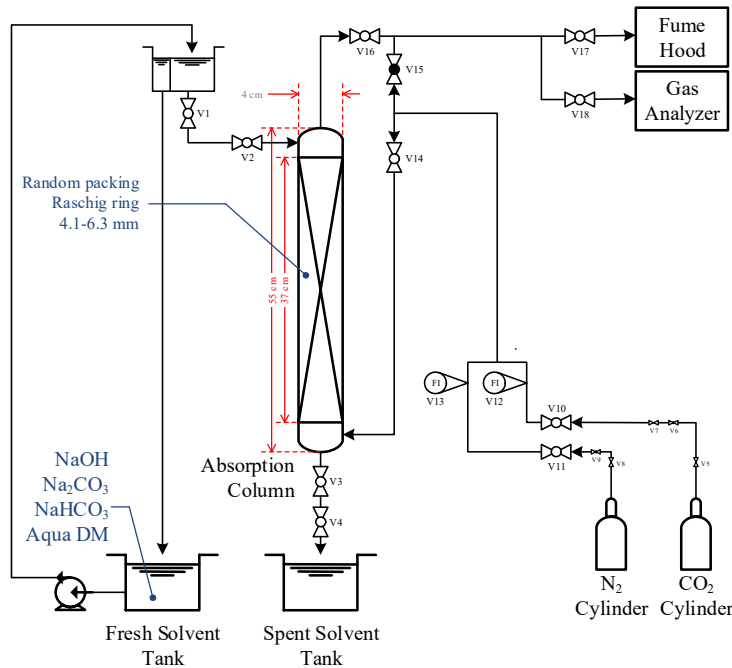 V16
V17
Fume
Hood
V15
Gas
Analyzer
V18
4 cm
V1
V2
V14
Random packing
Raschig ring
4.1-6.3 mm
55 cm
37 cm
FI
V13
FI
V12
V10
V7
V6
V11
V9
V8
V5
Absorption
Column
V3
V4
NaOH
Na₂CO₃
NaHCO₃
Aqua DM
N₂
Cylinder
CO₂
Cylinder
Fresh Solvent
Tank
Spent Solvent
Tank